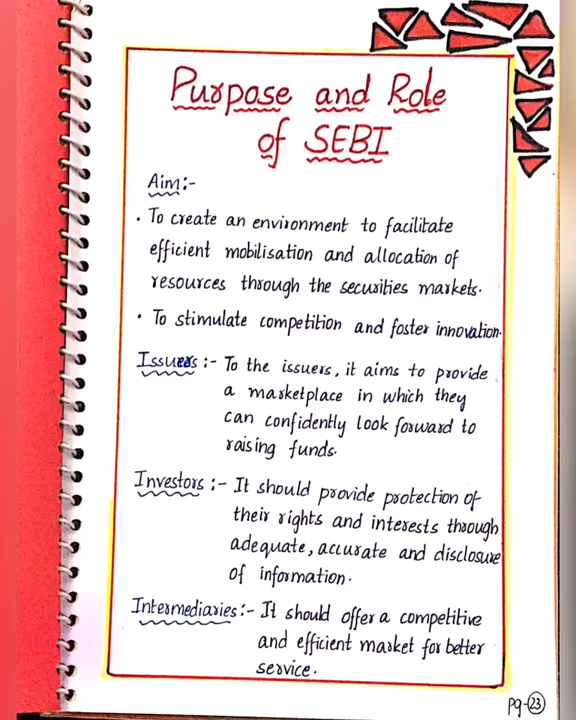 Purpose and Role
of SEBI
Aim:-
• To create an environment to facilitate
efficient mobilisation and allocation of
resources through the securities markets.
• To stimulate competition and foster innovation.
Issuers :- To the issuers, it aims to provide
a marketplace in which they
can confidently look forward to
raising funds.
Investors :- It should provide protection of
their rights and interests through
adequate, accurate and disclosure
of information.
Intermediaries:- It should offer a competitive
and efficient market for better
service.
pg-23